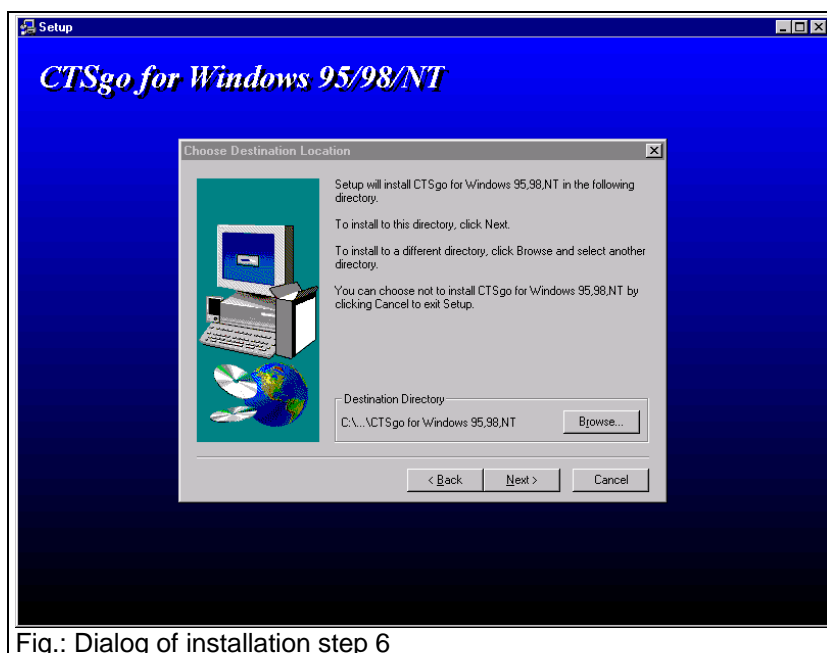 Setup
CTSgo for Windows 95/98/NT
Choose Destination Location
Setup will install CTSgo for Windows 95,98,NT in the following
directory.
To install to this directory, click Next.
To install to a different directory, click Browse and select another
directory.
You can choose not to install CTSgo for Windows 95,98,NT by
clicking Cancel to exit Setup.
Destination Directory
C:\...\CTSgo for Windows 95,98,NT
Browse...
< Back
Next >
Cancel
Fig.: Dialog of installation step 6